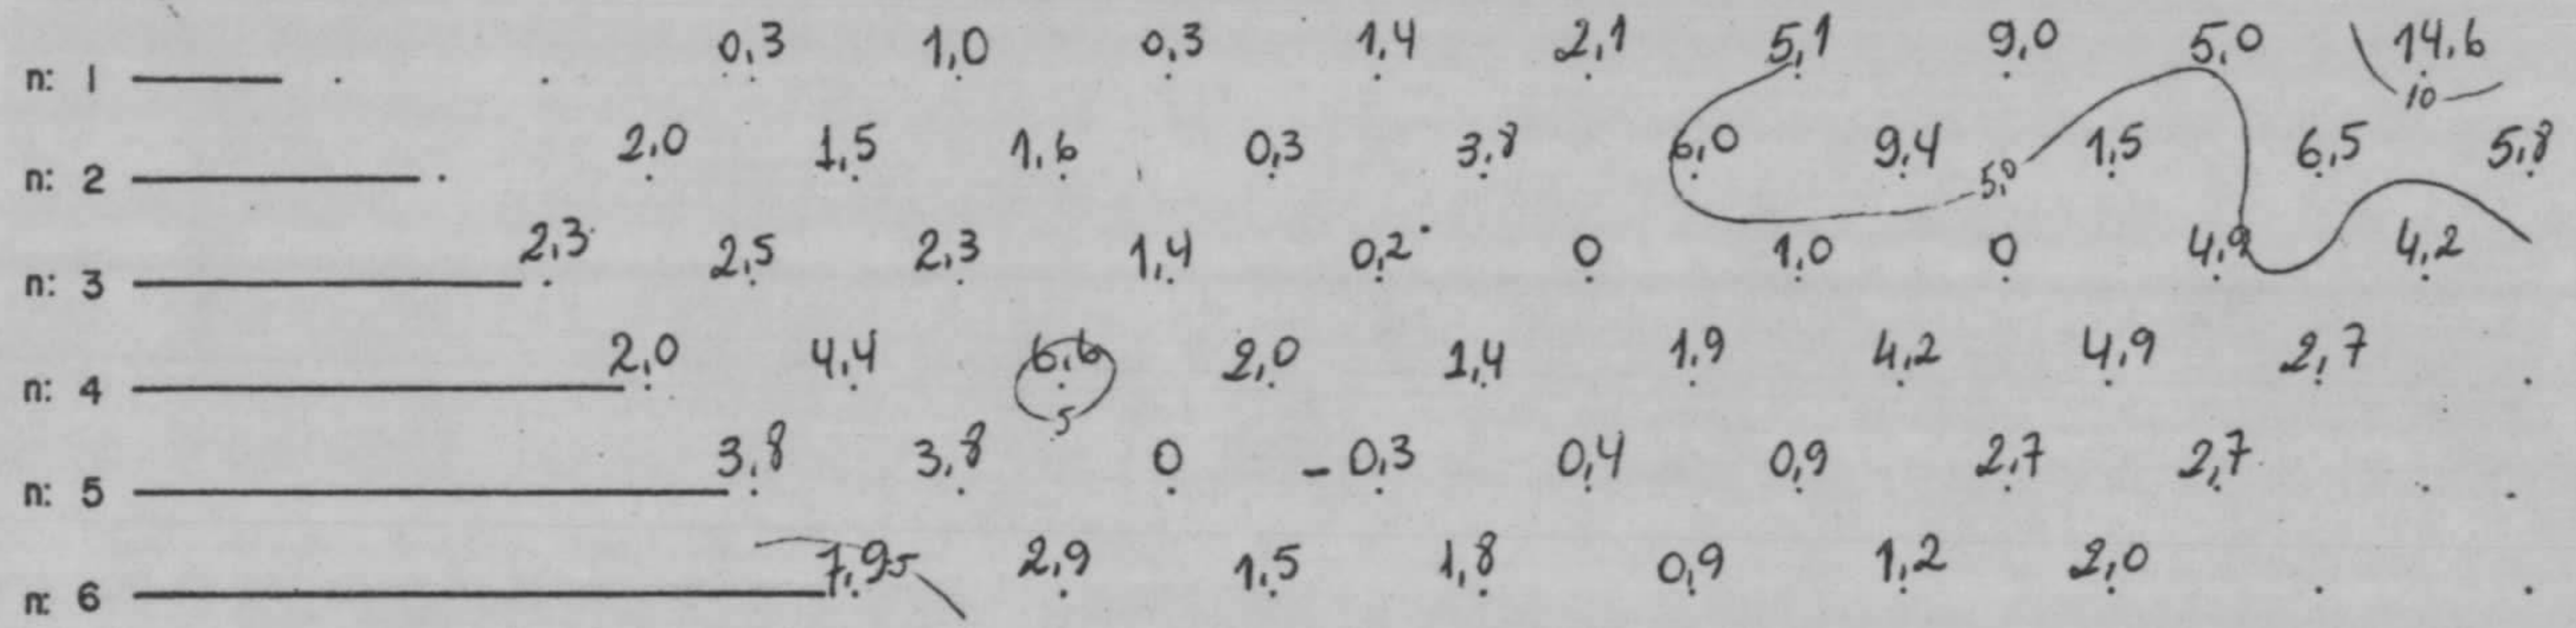 n: 1 0,3 1,0 0,3 1,4 2,1 5,1 9,0 5,0 14,6
10
n: 2 2,0 1,5 1,6 0,3 3,8 6,0 9,4 5,0 1,5 6,5 5,8
n: 3 2,3 2,5 2,3 1,4 0,2 0 1,0 0 4,9 4,2
n: 4 2,0 4,4 6,6 2,0 1,4 1,9 4,2 4,9 2,7
5
n: 5 3,8 3,8 0 -0,3 0,4 0,9 2,7 2,7
n: 6 7,9 5 2,9 1,5 1,8 0,9 1,2 2,0